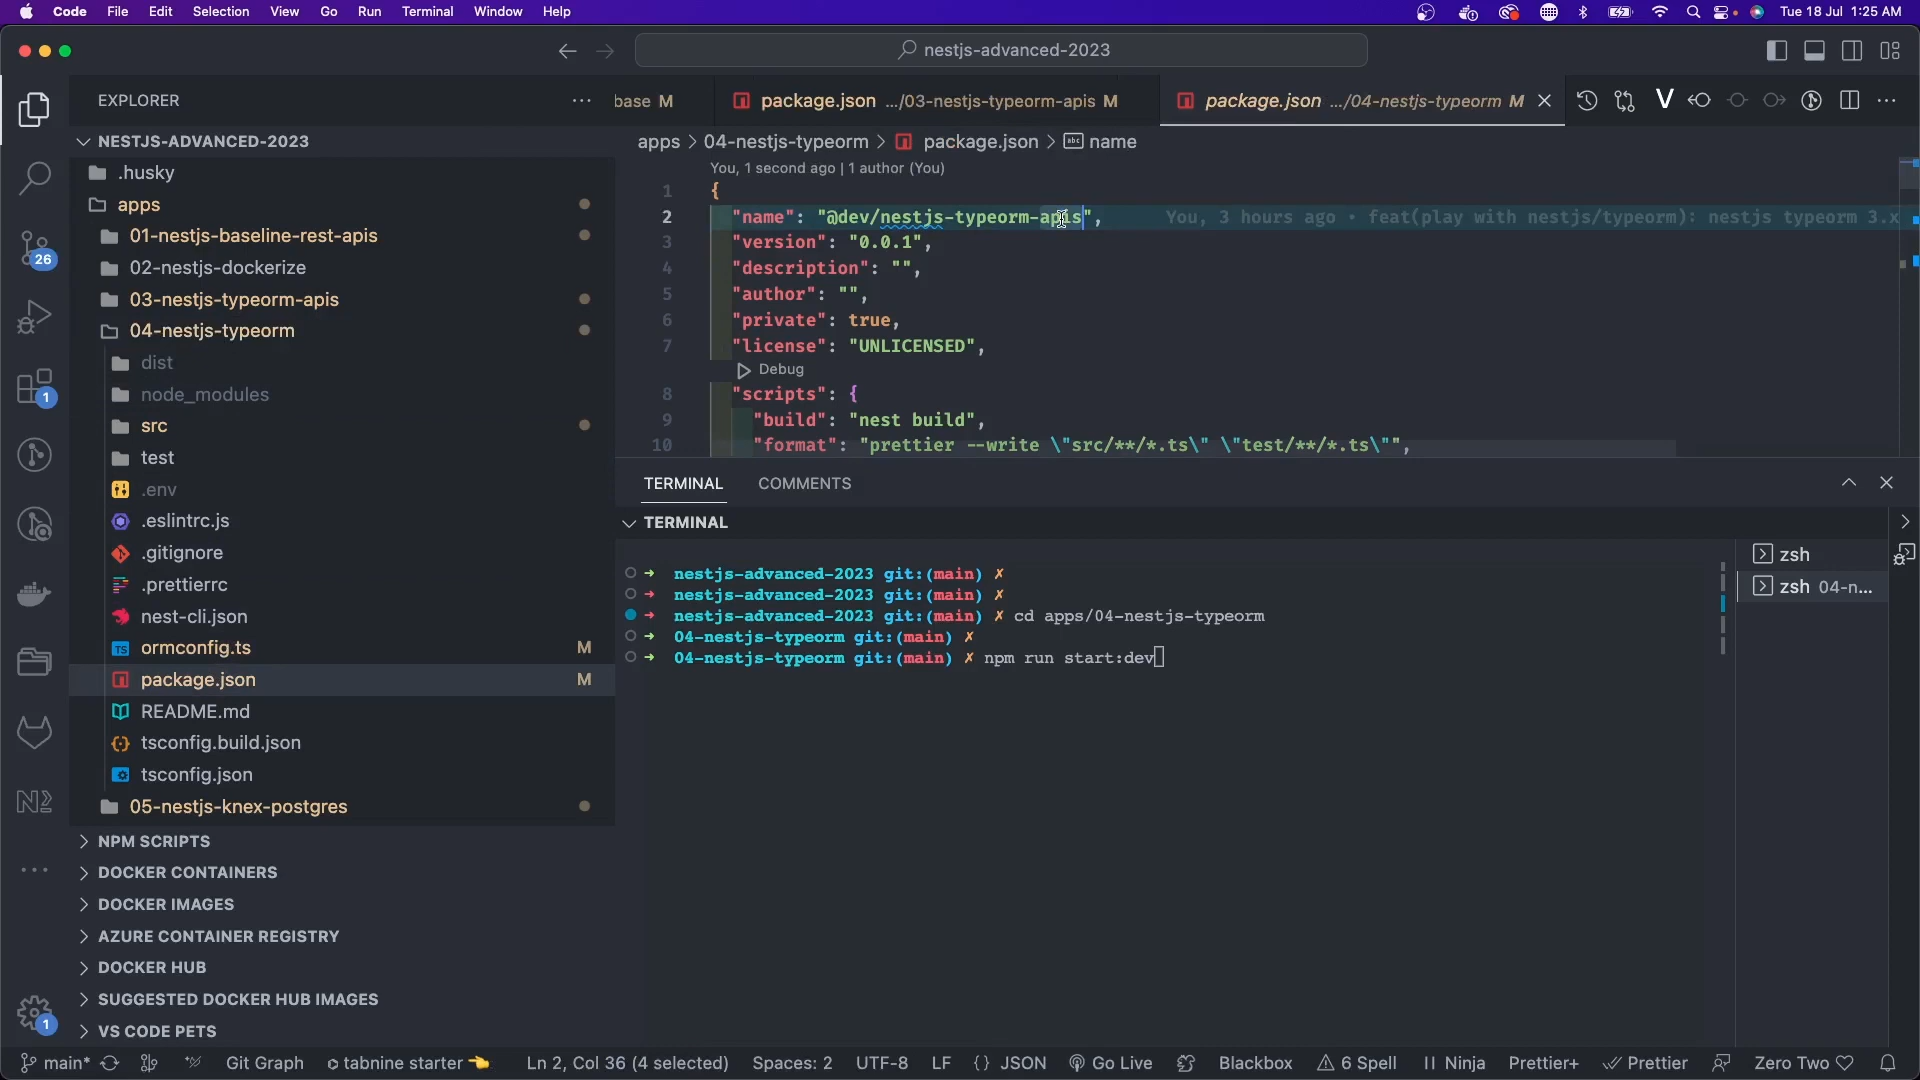 Code File Edit Selection View Go Run Terminal Window Help Tue 18 Jul 1:25 AM
nestjs-advanced-2023
EXPLORER
base M
package.json .../03-nestjs-typeorm-apis M
package.json .../04-nestjs-typeorm M
NESTJS-ADVANCED-2023
.husky
apps
01-nestjs-baseline-rest-apis
02-nestjs-dockerize
03-nestjs-typeorm-apis
04-nestjs-typeorm
dist
node_modules
src
test
.env
.eslintrc.js
.gitignore
.prettierrc
nest-cli.json
TS ormconfig.ts M
package.json M
README.md
tsconfig.build.json
tsconfig.json
05-nestjs-knex-postgres
NPM SCRIPTS
DOCKER CONTAINERS
DOCKER IMAGES
AZURE CONTAINER REGISTRY
DOCKER HUB
SUGGESTED DOCKER HUB IMAGES
VS CODE PETS
26
1
1
apps > 04-nestjs-typeorm > package.json > abc name
You, 1 second ago | 1 author (You)
1 {
2 "name": "@dev/nestjs-typeorm-apis", You, 3 hours ago • feat(play with nestjs/typeorm): nestjs typeorm 3.x
3 "version": "0.0.1",
4 "description": "",
5 "author": "",
6 "private": true,
7 "license": "UNLICENSED",
Debug
8 "scripts": {
9 "build": "nest build",
10 "format": "prettier --write \"src/**/*.ts\" \"test/**/*.ts\"",
TERMINAL COMMENTS
TERMINAL
➜ nestjs-advanced-2023 git:(main) ✗
➜ nestjs-advanced-2023 git:(main) ✗
➜ nestjs-advanced-2023 git:(main) ✗ cd apps/04-nestjs-typeorm
➜ 04-nestjs-typeorm git:(main) ✗
➜ 04-nestjs-typeorm git:(main) ✗ npm run start:dev
zsh
zsh 04-n...
main* Git Graph tabnine starter 👈 Ln 2, Col 36 (4 selected) Spaces: 2 UTF-8 LF {} JSON Go Live Blackbox 6 Spell Ninja Prettier+ Prettier Zero Two